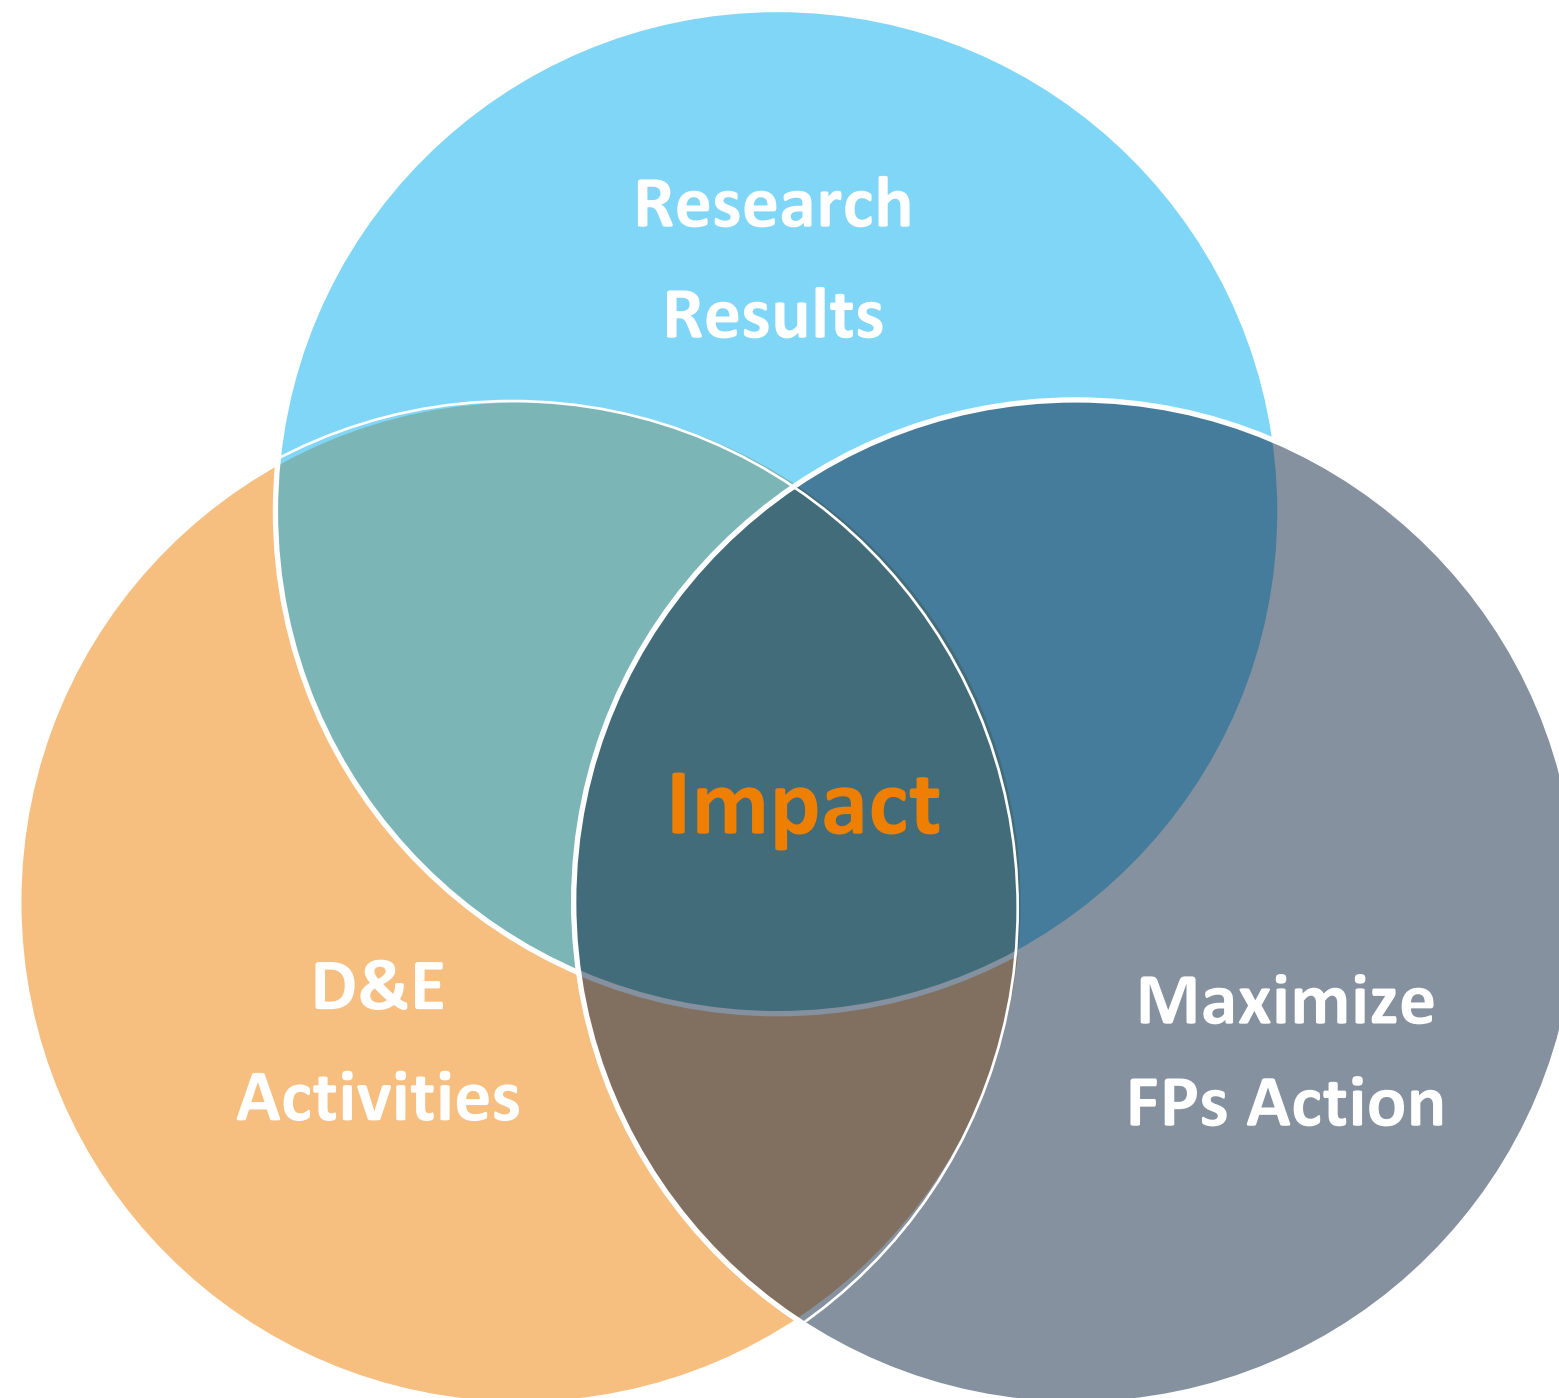 Research
Results
Impact
D&E
Activities
Maximize
FPs Action